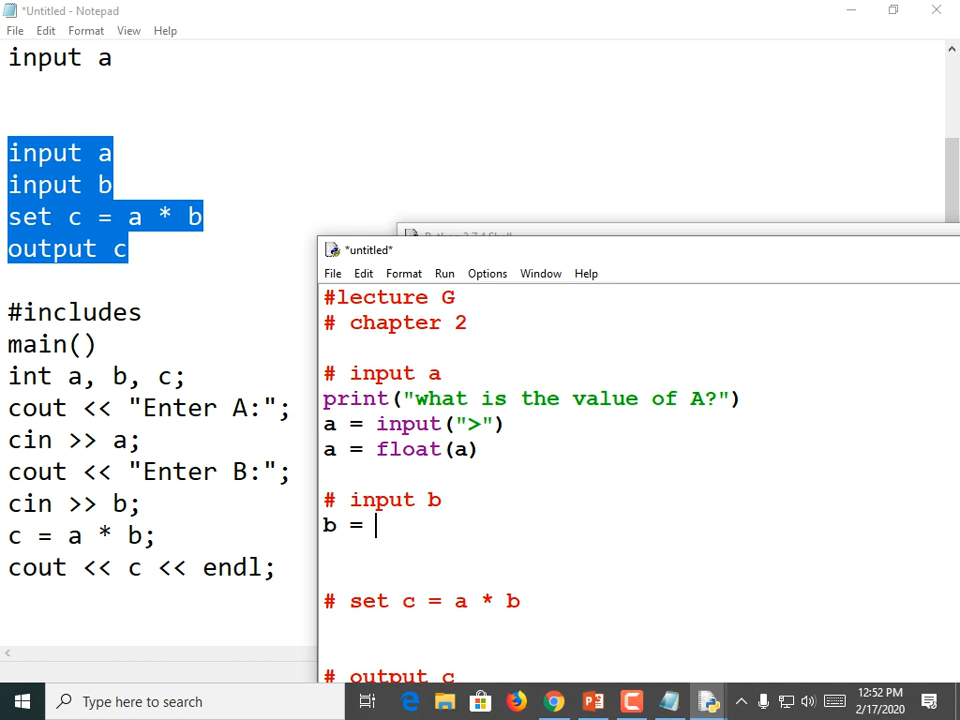 *Untitled - Notepad
File Edit Format View Help
input a
input a
input b
set c = a * b
output c
#includes
main()
int a, b, c;
cout << "Enter A:";
cin >> a;
cout << "Enter B:";
cin >> b;
c = a * b;
cout << c << endl;
*untitled*
File Edit Format Run Options Window Help
#lecture G
# chapter 2
# input a
print("what is the value of A?")
a = input(">")
a = float(a)
# input b
b =
# set c = a * b
# output c
Type here to search
12:52 PM
2/17/2020